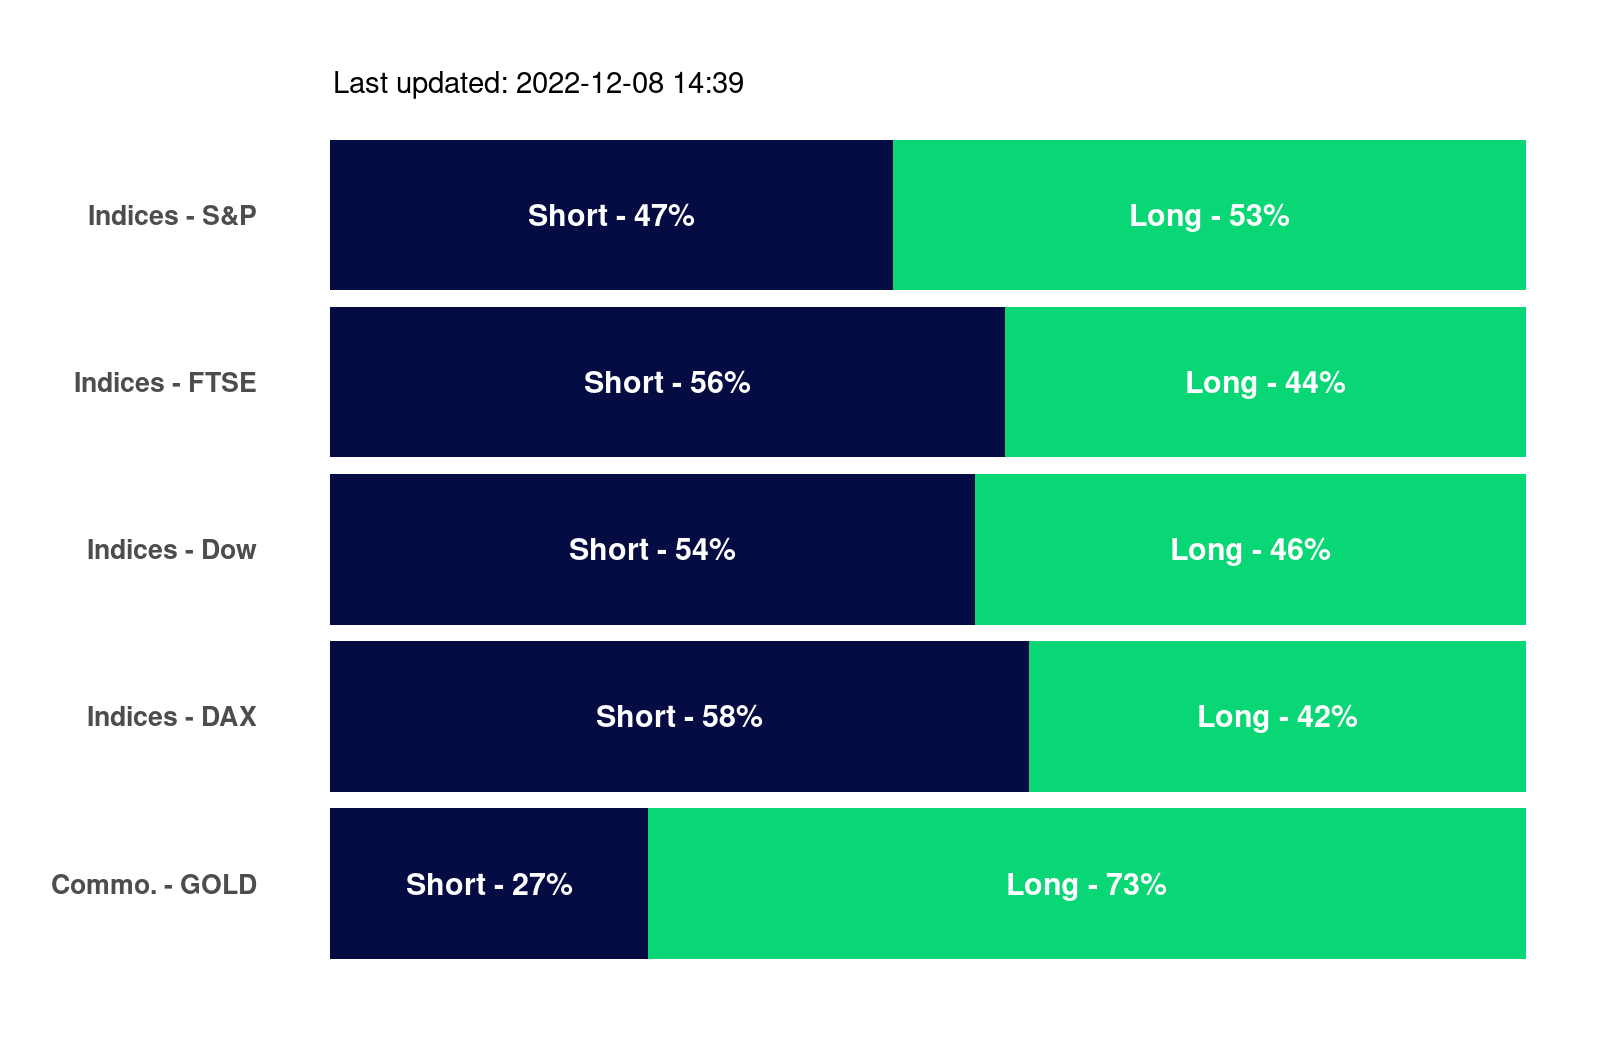 Last updated: 2022-12-08 14:39
Indices - S&P Short - 47% Long - 53%
Indices - FTSE Short - 56% Long - 44%
Indices - Dow Short - 54% Long - 46%
Indices - DAX Short - 58% Long - 42%
Commo. - GOLD Short - 27% Long - 73%